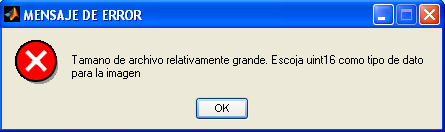 MENSAJE DE ERROR
Tamano de archivo relativamente grande. Escoja uint16 como tipo de dato
para la imagen
OK